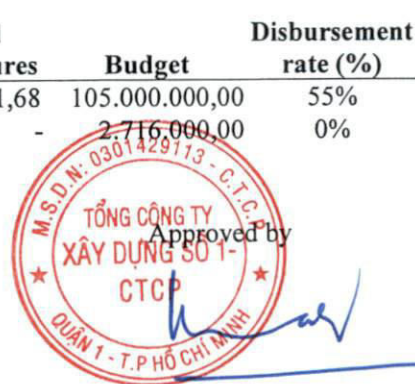 Disbursement
ures Budget rate (%)
1,68 105.000.000,00 55%
- 2.716.000,00 0%
M.S.D.N: 0301429113 - C.T.C.P
TỔNG CÔNG TY
XÂY DỰNG SỐ 1-
CTCP
QUẬN 1 - T.P HỒ CHÍ MINH
Approved by